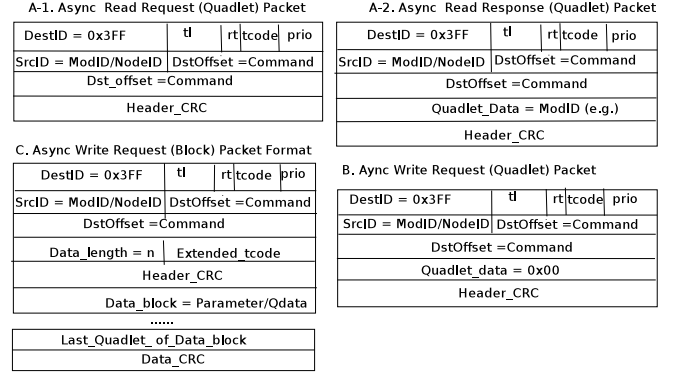 A-1. Async Read Request (Quadlet) Packet
DestID = 0x3FF tl rt tcode prio
SrcID = ModID/NodeID DstOffset =Command
Dst_offset =Command
Header_CRC
A-2. Async Read Response (Quadlet) Packet
DestID = 0x3FF tl rt tcode prio
SrcID = ModID/NodeID DstOffset =Command
DstOffset =Command
Quadlet_Data = ModID (e.g.)
Header_CRC
C. Async Write Request (Block) Packet Format
DestID = 0x3FF tl rt tcode prio
SrcID = ModID/NodeID DstOffset =Command
DstOffset =Command
Data_length = n Extended_tcode
Header_CRC
Data_block = Parameter/Qdata
......
Last_Quadlet_ of_Data_block
Data_CRC
B. Aync Write Request (Quadlet) Packet
DestID = 0x3FF tl rt tcode prio
SrcID = ModID/NodeID DstOffset =Command
DstOffset =Command
Quadlet_data = 0x00
Header_CRC